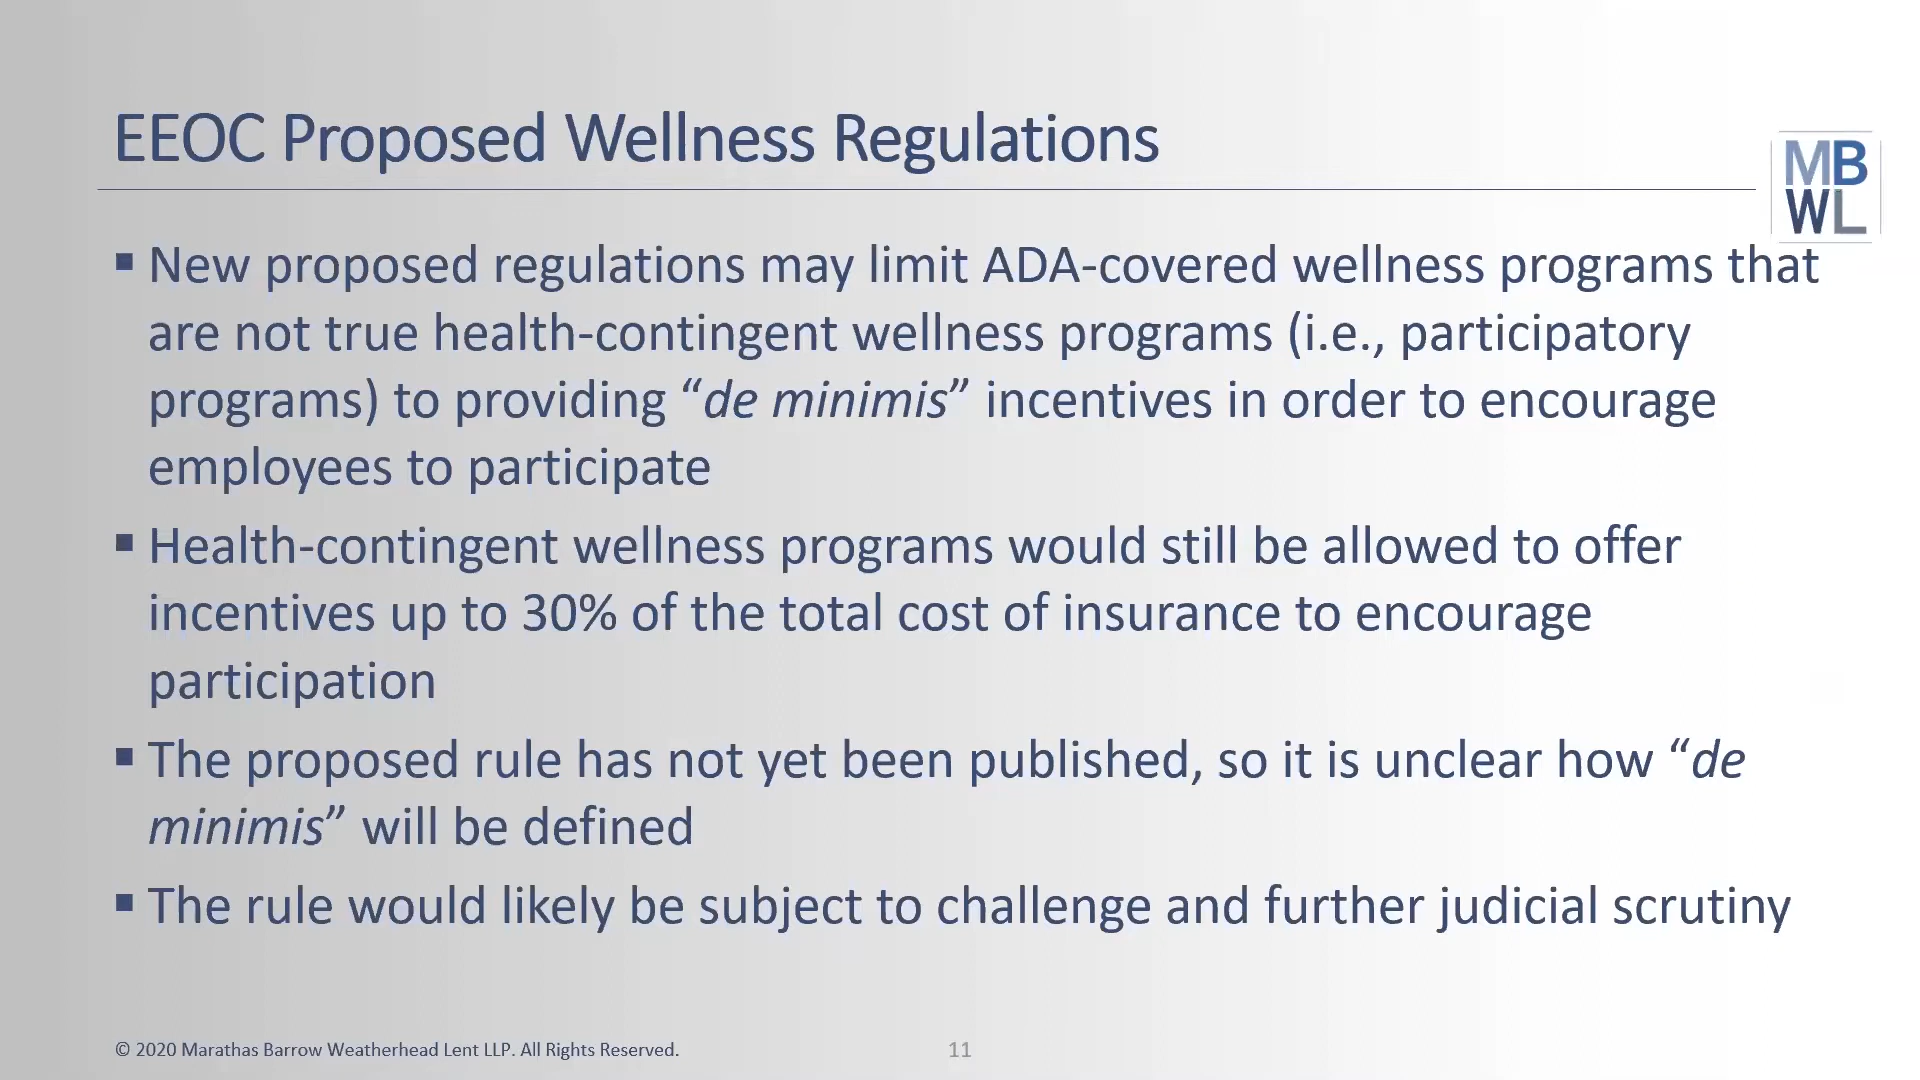 EEOC Proposed Wellness Regulations
MB
WL
▪ New proposed regulations may limit ADA-covered wellness programs that
are not true health-contingent wellness programs (i.e., participatory
programs) to providing “de minimis” incentives in order to encourage
employees to participate
▪ Health-contingent wellness programs would still be allowed to offer
incentives up to 30% of the total cost of insurance to encourage
participation
▪ The proposed rule has not yet been published, so it is unclear how “de
minimis” will be defined
▪ The rule would likely be subject to challenge and further judicial scrutiny
© 2020 Marathas Barrow Weatherhead Lent LLP. All Rights Reserved.
11